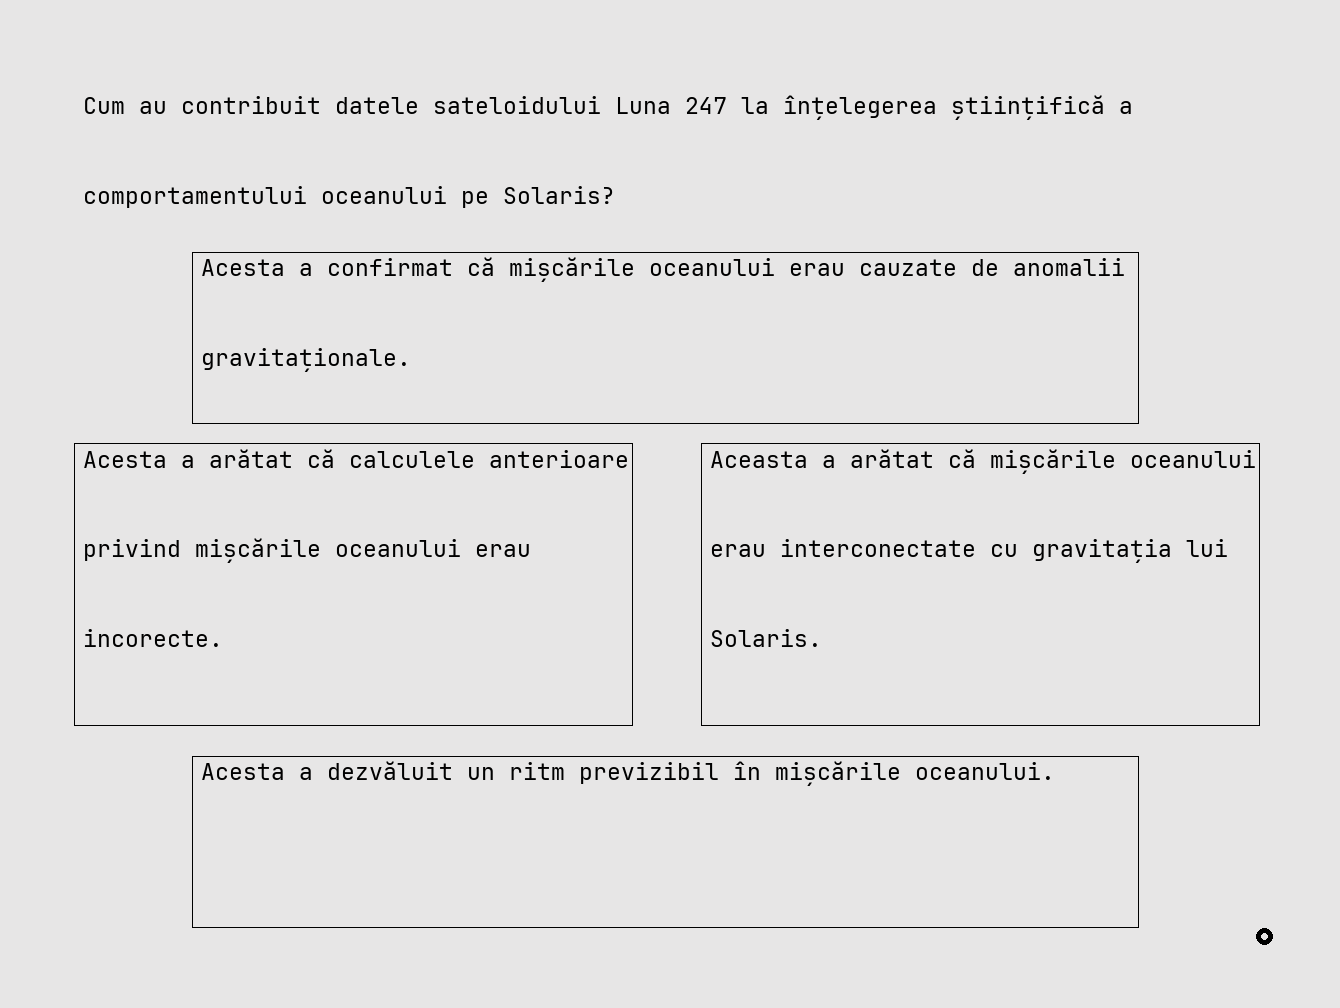 Cum au contribuit datele sateloidului Luna 247 la înțelegerea științifică a
comportamentului oceanului pe Solaris?
Acesta a confirmat că mișcările oceanului erau cauzate de anomalii
gravitaționale.
Acesta a arătat că calculele anterioare
privind mișcările oceanului erau
incorecte.
Aceasta a arătat că mișcările oceanului
erau interconectate cu gravitația lui
Solaris.
Acesta a dezvăluit un ritm previzibil în mișcările oceanului.